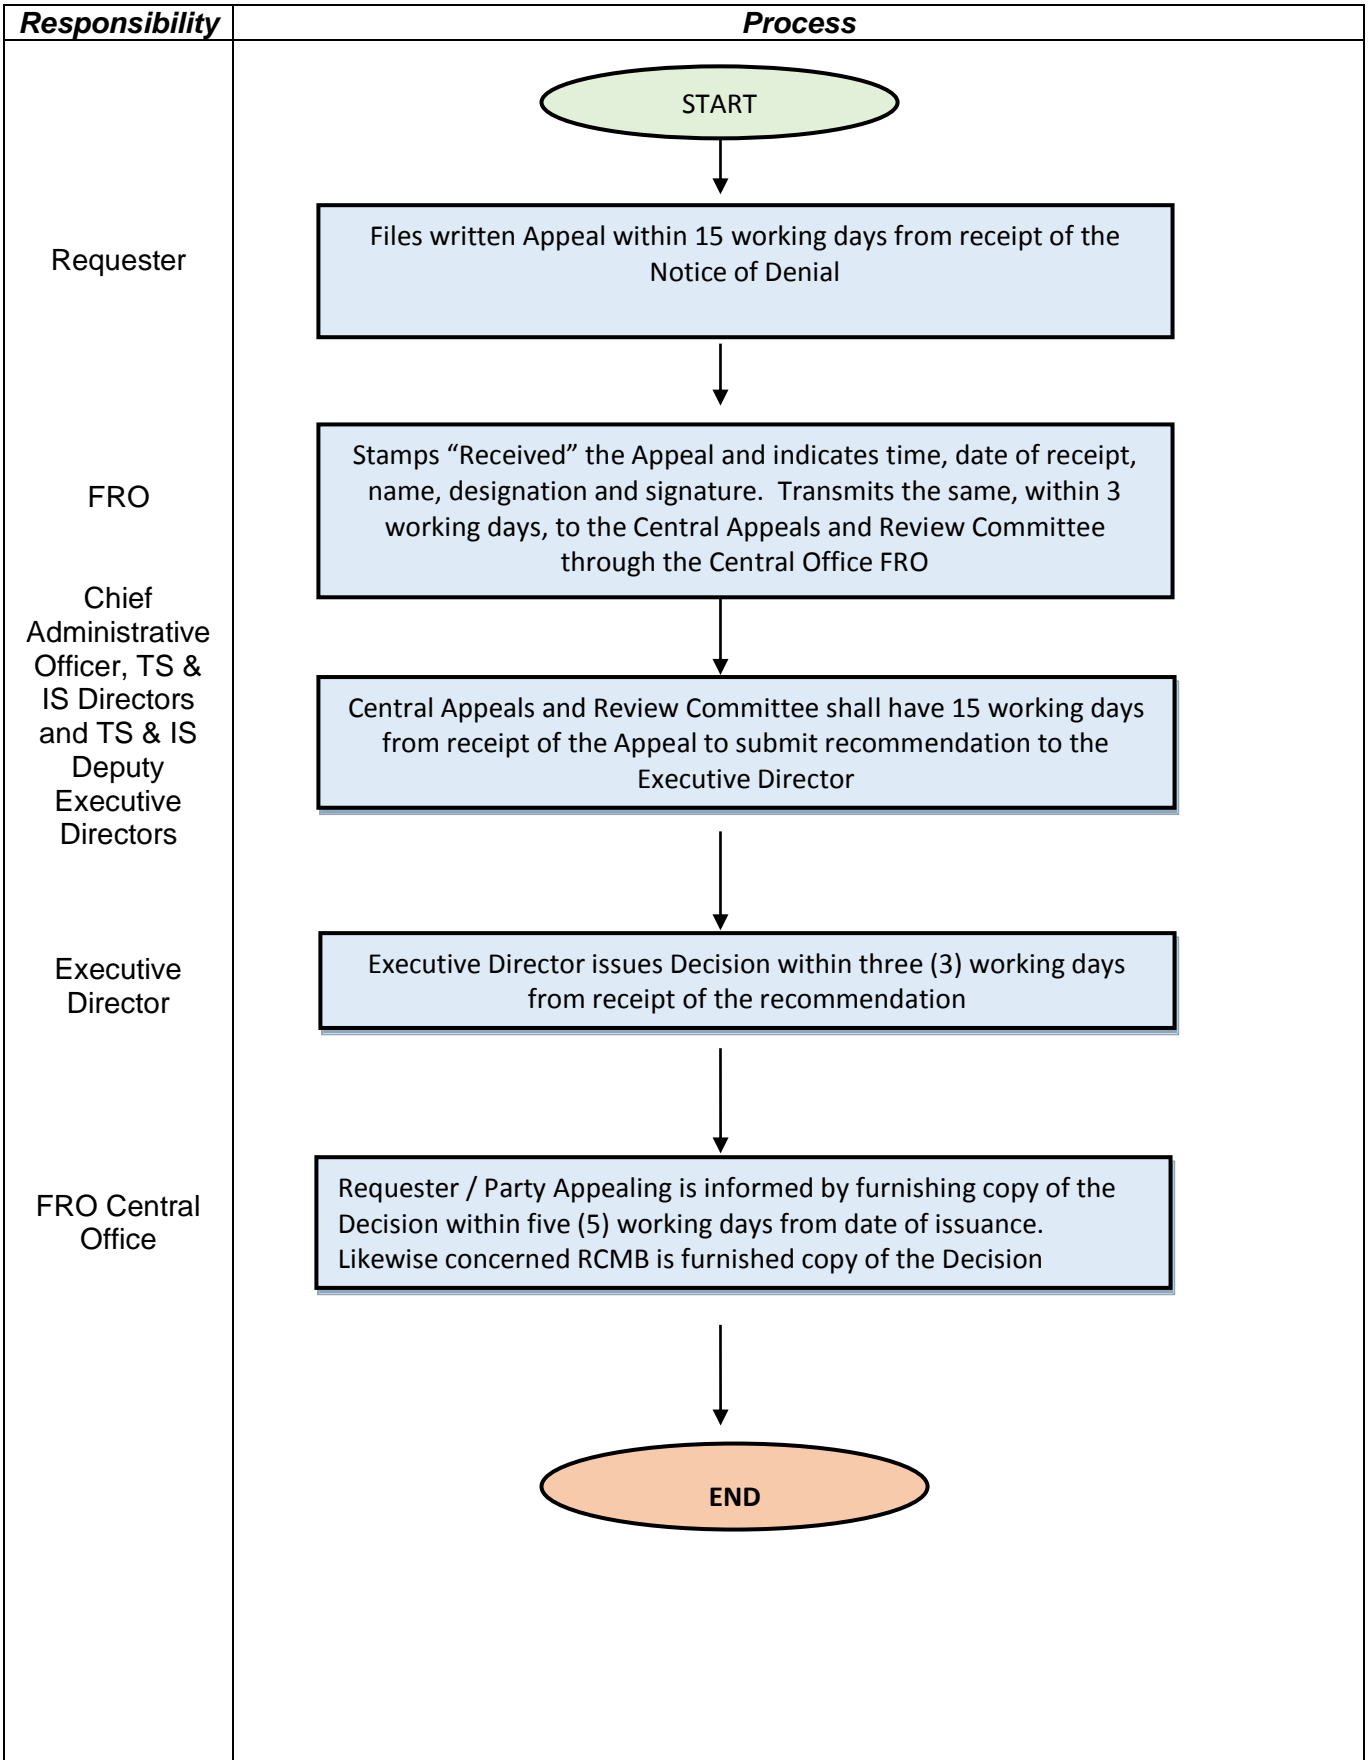 Responsibility
Process
START
Requester
Files written Appeal within 15 working days from receipt of the
Notice of Denial
FRO
Stamps “Received” the Appeal and indicates time, date of receipt,
name, designation and signature.  Transmits the same, within 3
working days, to the Central Appeals and Review Committee
through the Central Office FRO
Chief
Administrative
Officer, TS &
IS Directors
and TS & IS
Deputy
Executive
Directors
Central Appeals and Review Committee shall have 15 working days
from receipt of the Appeal to submit recommendation to the
Executive Director
Executive
Director
Executive Director issues Decision within three (3) working days
from receipt of the recommendation
FRO Central
Office
Requester / Party Appealing is informed by furnishing copy of the
Decision within five (5) working days from date of issuance.
Likewise concerned RCMB is furnished copy of the Decision
END